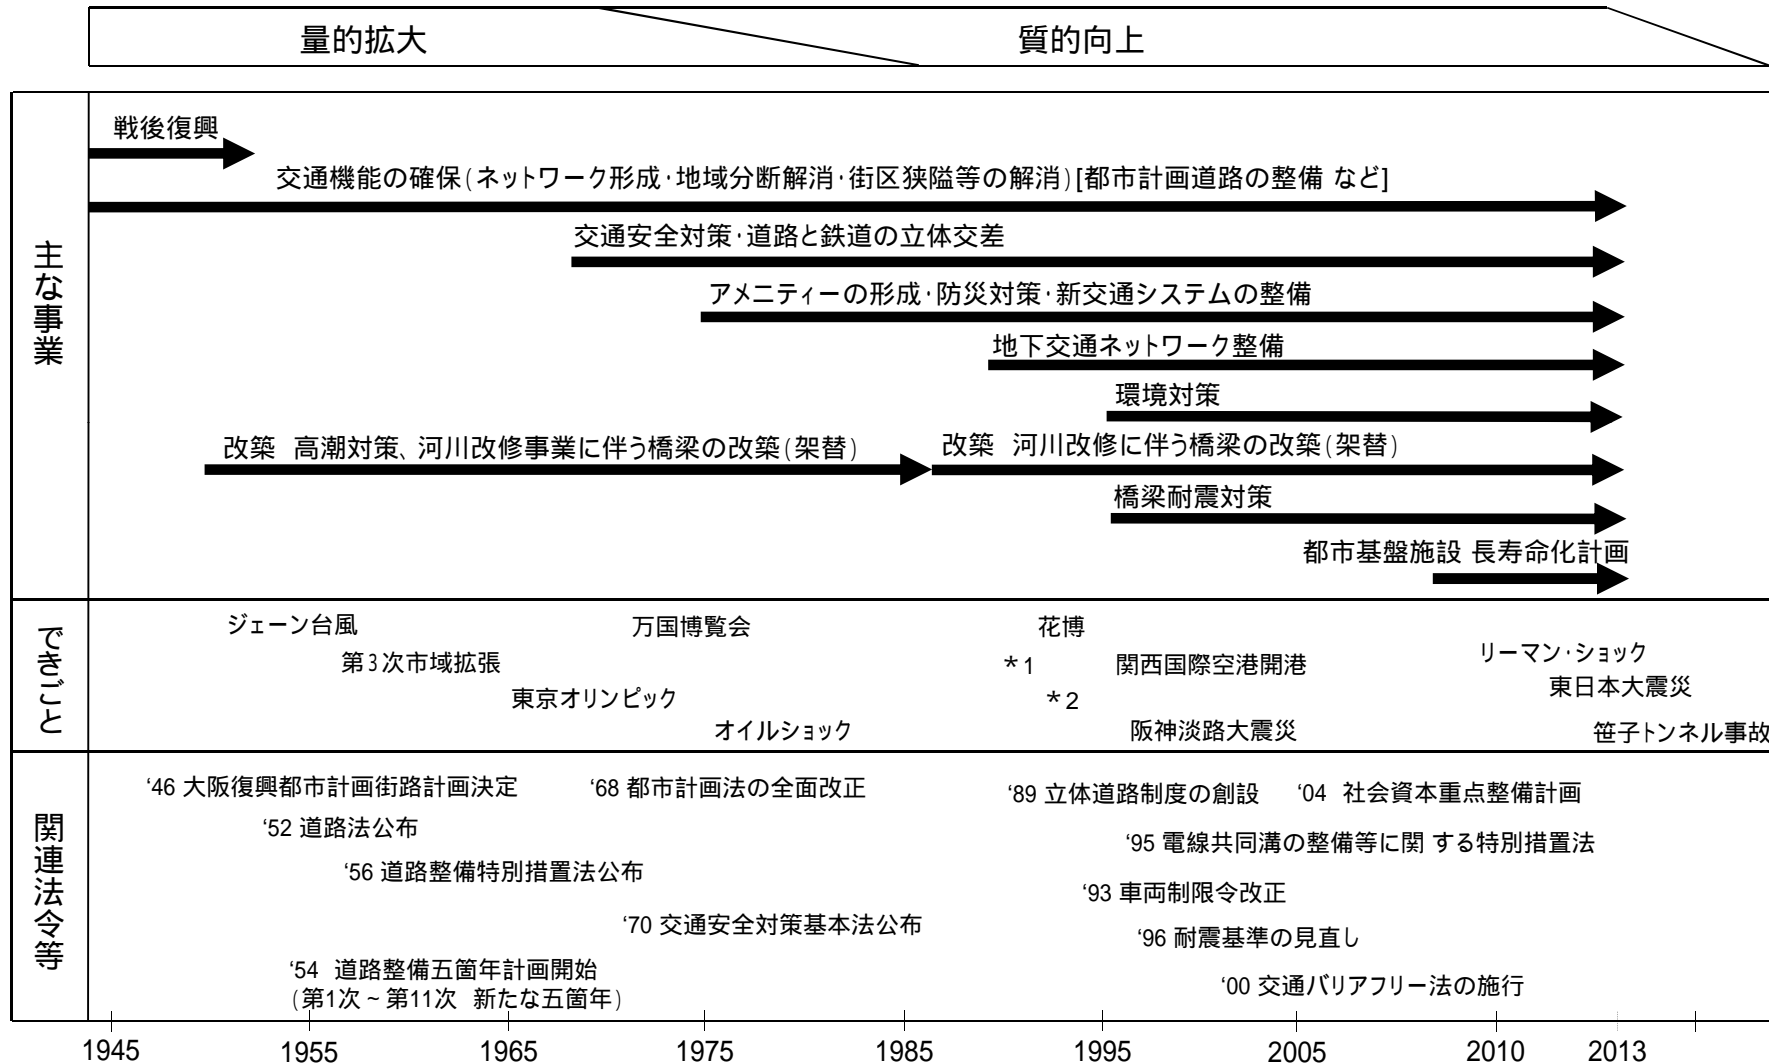 量的拡大
質的向上
主な事業
戦後復興
交通機能の確保(ネットワーク形成・地域分断解消・街区狭隘等の解消)[都市計画道路の整備 など]
交通安全対策・道路と鉄道の立体交差
アメニティーの形成・防災対策・新交通システムの整備
地下交通ネットワーク整備
環境対策
改築 高潮対策、河川改修事業に伴う橋梁の改築(架替)
改築 河川改修に伴う橋梁の改築(架替)
橋梁耐震対策
都市基盤施設 長寿命化計画
できごと
ジェーン台風
万国博覧会
花博
第3次市域拡張
*1
関西国際空港開港
リーマン・ショック
東京オリンピック
*2
東日本大震災
オイルショック
阪神淡路大震災
笹子トンネル事故
関連法令等
‘46 大阪復興都市計画街路計画決定
‘68 都市計画法の全面改正
‘89 立体道路制度の創設
‘04 社会資本重点整備計画
‘52 道路法公布
‘95 電線共同溝の整備等に関 する特別措置法
‘56 道路整備特別措置法公布
‘93 車両制限令改正
‘70 交通安全対策基本法公布
‘96 耐震基準の見直し
‘54 道路整備五箇年計画開始
(第1次~第11次 新たな五箇年)
‘00 交通バリアフリー法の施行
1945 1955 1965 1975 1985 1995 2005 2010 2013